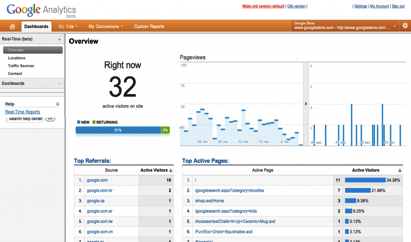 Google Analytics
beta
Make old version default | Old version |
| Settings | My Account | Sign out
Dashboards
My Site
My Conversions
Custom Reports
Google Store
www.googlestore.com - http://www.googlestore.com
Real-Time (beta)
Overview
Locations
Traffic Sources
Content
Dashboards
Help
Real-Time Reports
Search help center
Overview
Right now
32
active visitors on site
NEW
RETURNING
91%
9%
Pageviews
Top Referrals:
Source
Active Visitors
1. google.com 10
2. google.com.br 2
3. google.ca 1
4. google.com.ar 1
5. google.com.tw 1
6. google.com.vn 1
Top Active Pages:
Active Page
Active Visitors
1. / 11 34.38%
2. /googlesearch.aspx?category=doodles 7 21.88%
3. /shop.axd/Home 3 9.38%
4. /googlesearch.aspx?category=kids 2 6.25%
5. /Accessories/Chalk+It+Up+Ceramic+Mug.axd 1 3.13%
6. /Fun/Eco+Onion+Squishable.axd 1 3.13%